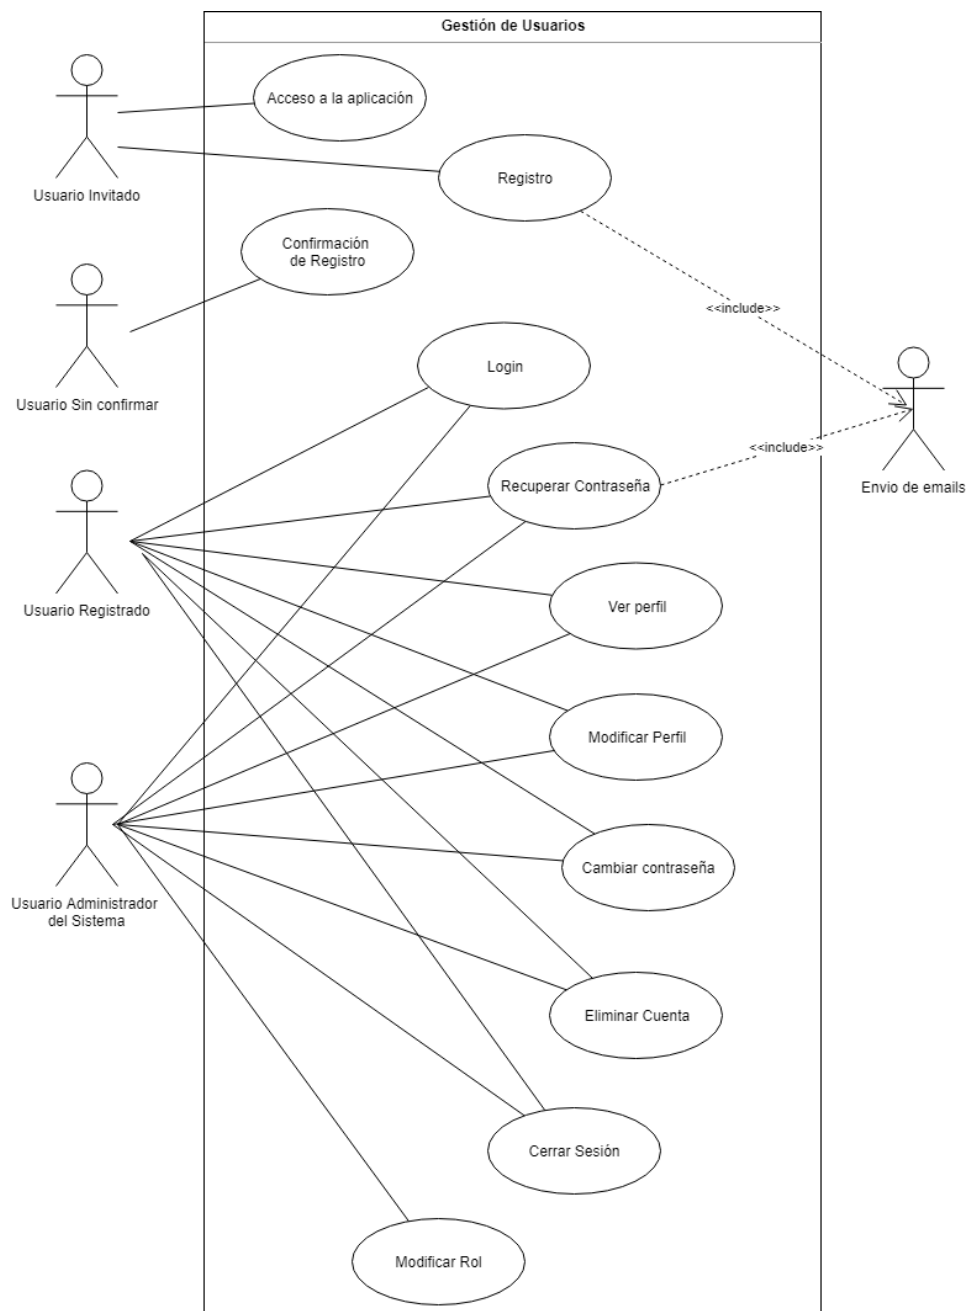 Gestión de Usuarios
Acceso a la aplicación
Usuario Invitado
Registro
Confirmación
de Registro
<<include>>
Usuario Sin confirmar
Login
<<include>>
Recuperar Contraseña
Envio de emails
Usuario Registrado
Ver perfil
Modificar Perfil
Usuario Administrador
del Sistema
Cambiar contraseña
Eliminar Cuenta
Cerrar Sesión
Modificar Rol